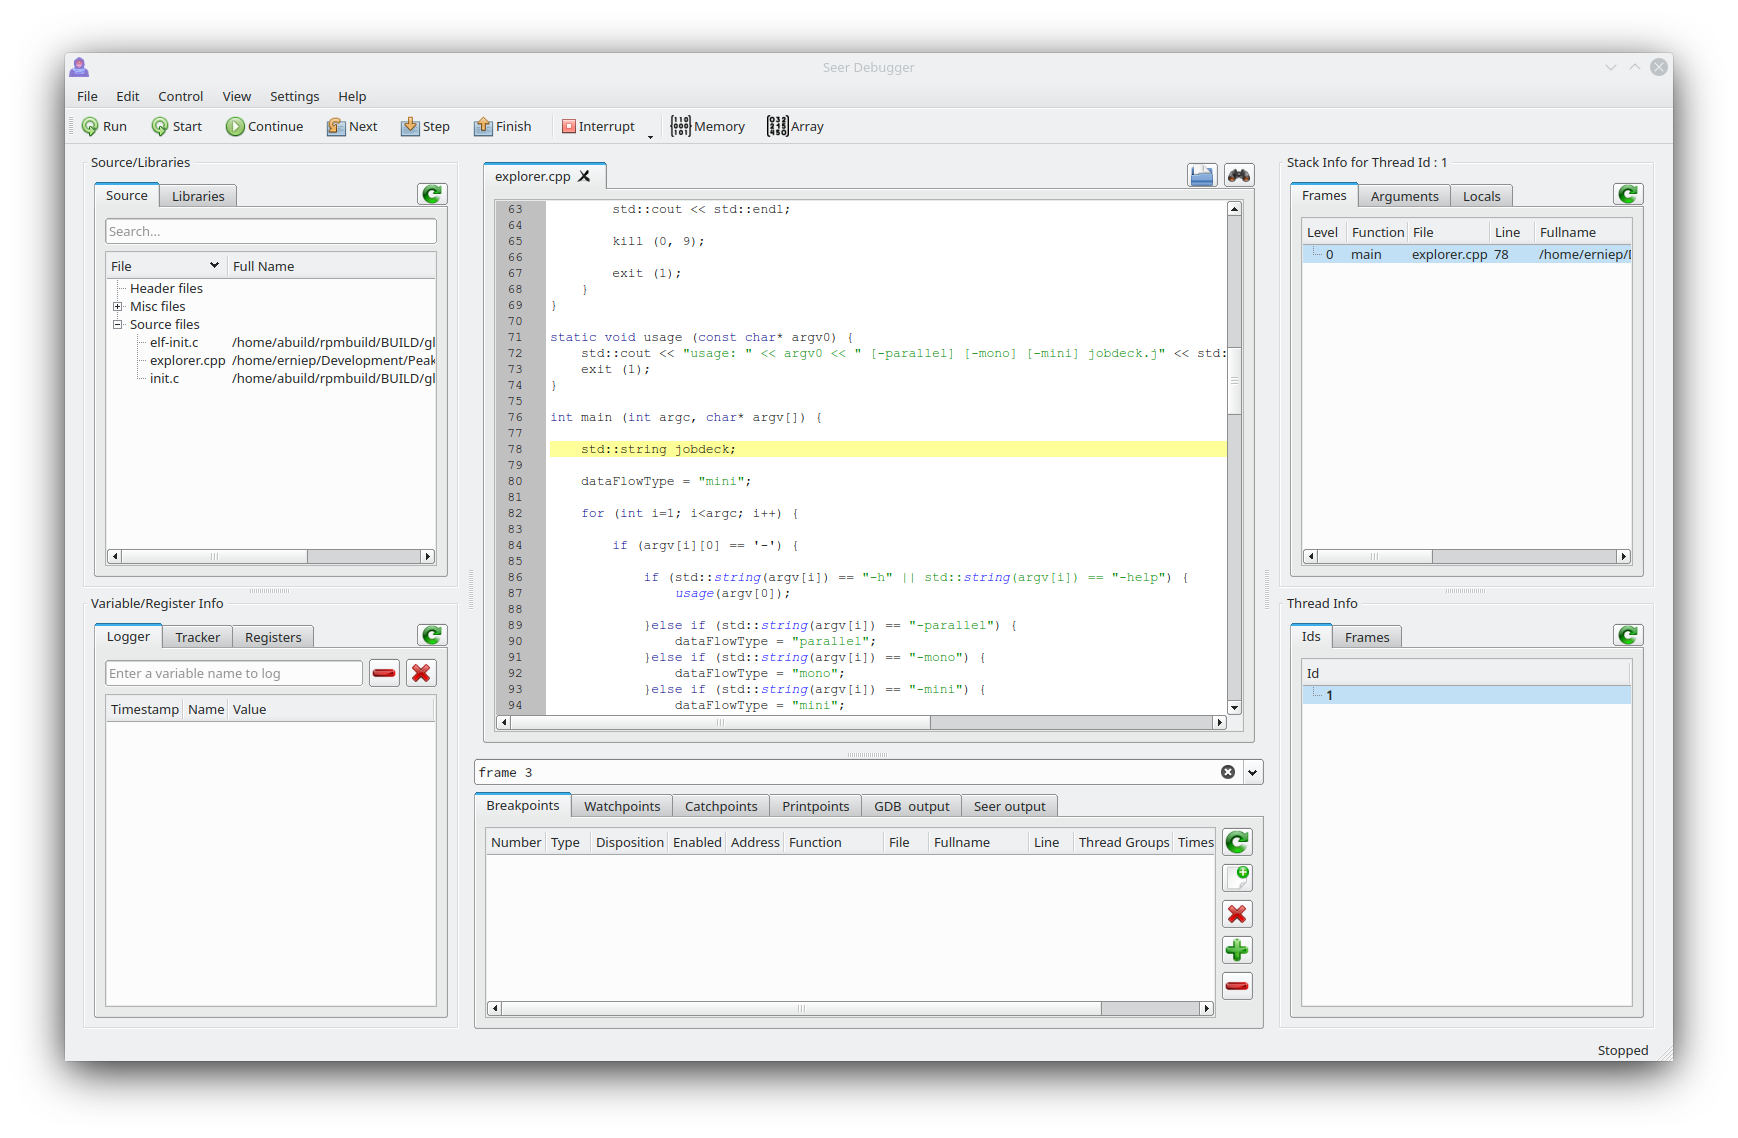 Seer Debugger
File Edit Control View Settings Help
Run Start Continue Next Step Finish Interrupt Memory Array
Source/Libraries
Source Libraries
Search...
File Full Name
Header files
Misc files
Source files
elf-init.c /home/abuild/rpmbuild/BUILD/gl
explorer.cpp /home/erniep/Development/Peak
init.c /home/abuild/rpmbuild/BUILD/gl
Variable/Register Info
Logger Tracker Registers
Enter a variable name to log
Timestamp Name Value
explorer.cpp
63 std::cout << std::endl;
64
65 kill (0, 9);
66
67 exit (1);
68 }
69 }
70
71 static void usage (const char* argv0) {
72 std::cout << "usage: " << argv0 << " [-parallel] [-mono] [-mini] jobdeck.j" << std:
73 exit (1);
74 }
75
76 int main (int argc, char* argv[]) {
77
78 std::string jobdeck;
79
80 dataFlowType = "mini";
81
82 for (int i=1; i<argc; i++) {
83
84 if (argv[i][0] == '-') {
85
86 if (std::string(argv[i]) == "-h" || std::string(argv[i]) == "-help") {
87 usage(argv[0]);
88
89 }else if (std::string(argv[i]) == "-parallel") {
90 dataFlowType = "parallel";
91 }else if (std::string(argv[i]) == "-mono") {
92 dataFlowType = "mono";
93 }else if (std::string(argv[i]) == "-mini") {
94 dataFlowType = "mini";
frame 3
Breakpoints Watchpoints Catchpoints Printpoints GDB output Seer output
Number Type Disposition Enabled Address Function File Fullname Line Thread Groups Times
Stack Info for Thread Id : 1
Frames Arguments Locals
Level Function File Line Fullname
0 main explorer.cpp 78 /home/erniep/
Thread Info
Ids Frames
Id
1
Stopped